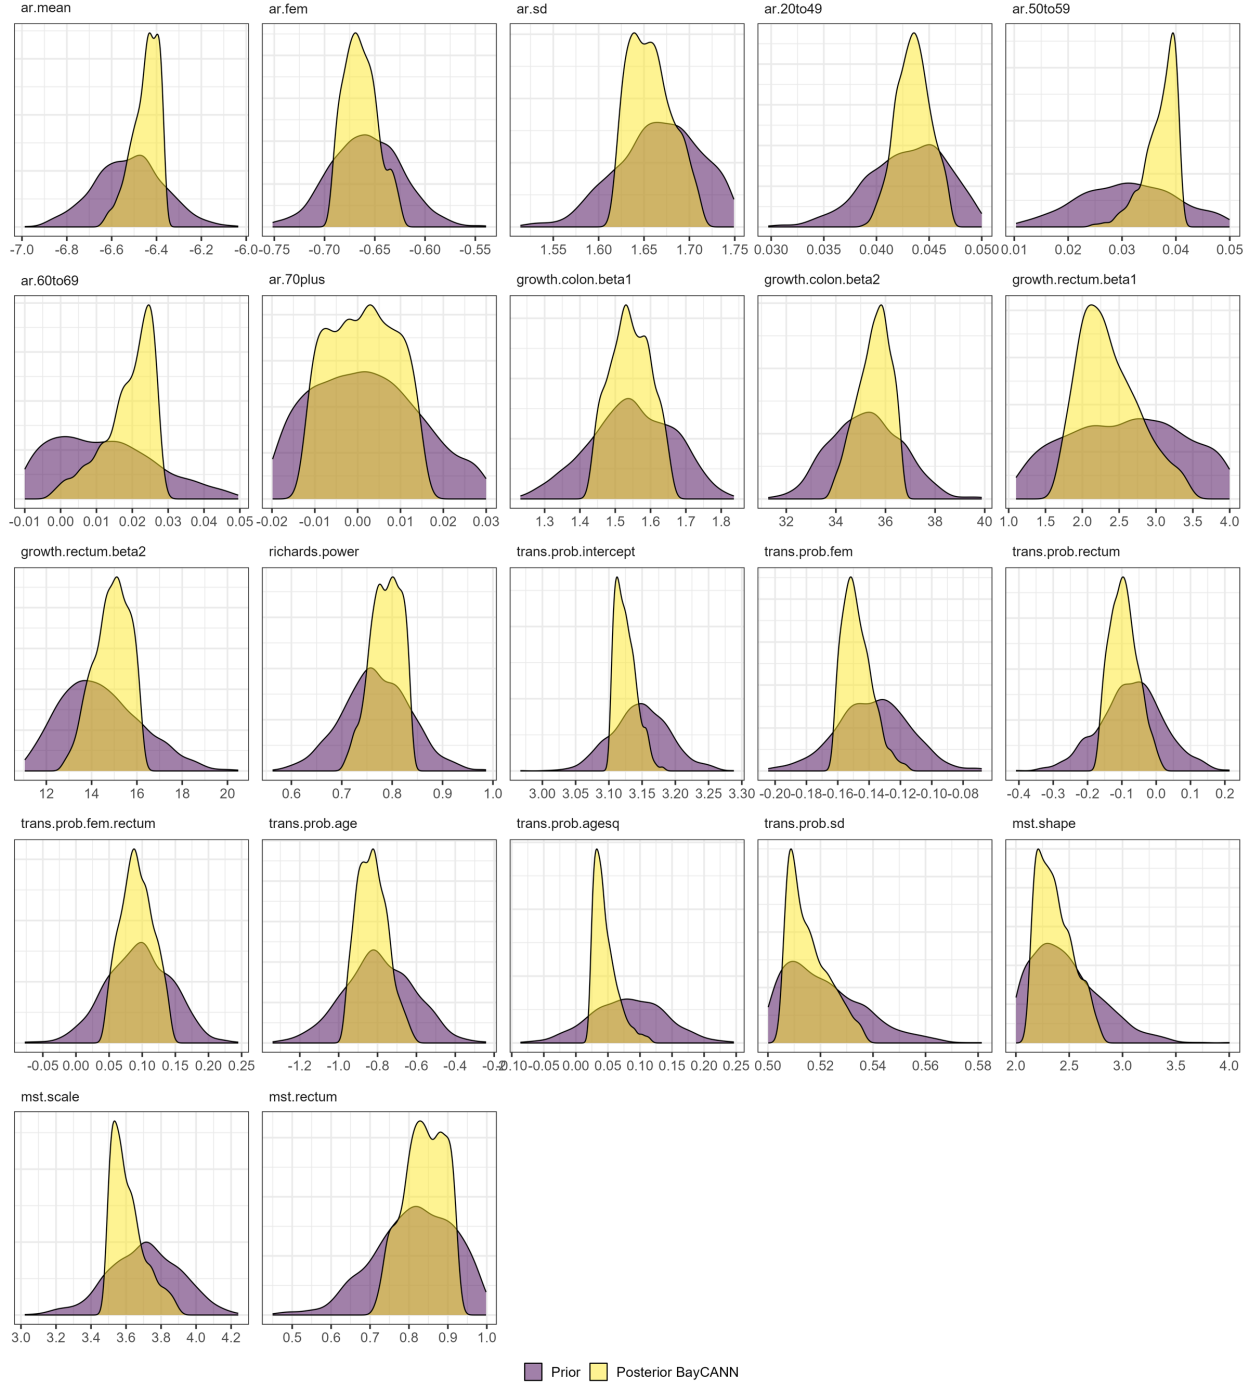 ar.mean ar.fem ar.sd ar.20to49 ar.50to59
-7.0 -6.8 -6.6 -6.4 -6.2 -6.0 -0.75 -0.70 -0.65 -0.60 -0.55 1.55 1.60 1.65 1.70 1.75 0.030 0.035 0.040 0.045 0.050 0.01 0.02 0.03 0.04 0.05
ar.60to69 ar.70plus growth.colon.beta1 growth.colon.beta2 growth.rectum.beta1
-0.01 0.00 0.01 0.02 0.03 0.04 0.05 -0.02 -0.01 0.00 0.01 0.02 0.03 1.3 1.4 1.5 1.6 1.7 1.8 32 34 36 38 40 1.0 1.5 2.0 2.5 3.0 3.5 4.0
growth.rectum.beta2 richards.power trans.prob.intercept trans.prob.fem trans.prob.rectum
12 14 16 18 20 0.6 0.7 0.8 0.9 1.0 3.00 3.05 3.10 3.15 3.20 3.25 3.30 -0.20 -0.18 -0.16 -0.14 -0.12 -0.10 -0.08 -0.4 -0.3 -0.2 -0.1 0.0 0.1 0.2
trans.prob.fem.rectum trans.prob.age trans.prob.agesq trans.prob.sd mst.shape
-0.05 0.00 0.05 0.10 0.15 0.20 0.25 -1.2 -1.0 -0.8 -0.6 -0.4 -0.2 -0.10 -0.05 0.00 0.05 0.10 0.15 0.20 0.25 0.50 0.52 0.54 0.56 0.58 2.0 2.5 3.0 3.5 4.0
mst.scale mst.rectum
3.0 3.2 3.4 3.6 3.8 4.0 4.2 0.5 0.6 0.7 0.8 0.9 1.0
Prior Posterior BayCANN